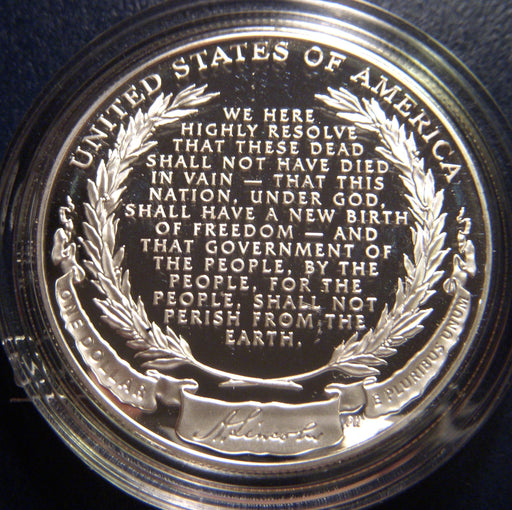 UNITED STATES OF AMERICA
WE HERE
HIGHLY RESOLVE
THAT THESE DEAD
SHALL NOT HAVE DIED
IN VAIN — THAT THIS
NATION, UNDER GOD,
SHALL HAVE A NEW BIRTH
OF FREEDOM — AND
THAT GOVERNMENT OF
THE PEOPLE, BY THE
PEOPLE, FOR THE
PEOPLE, SHALL NOT
PERISH FROM THE
EARTH.
ONE DOLLAR
A. Lincoln
E PLURIBUS UNUM